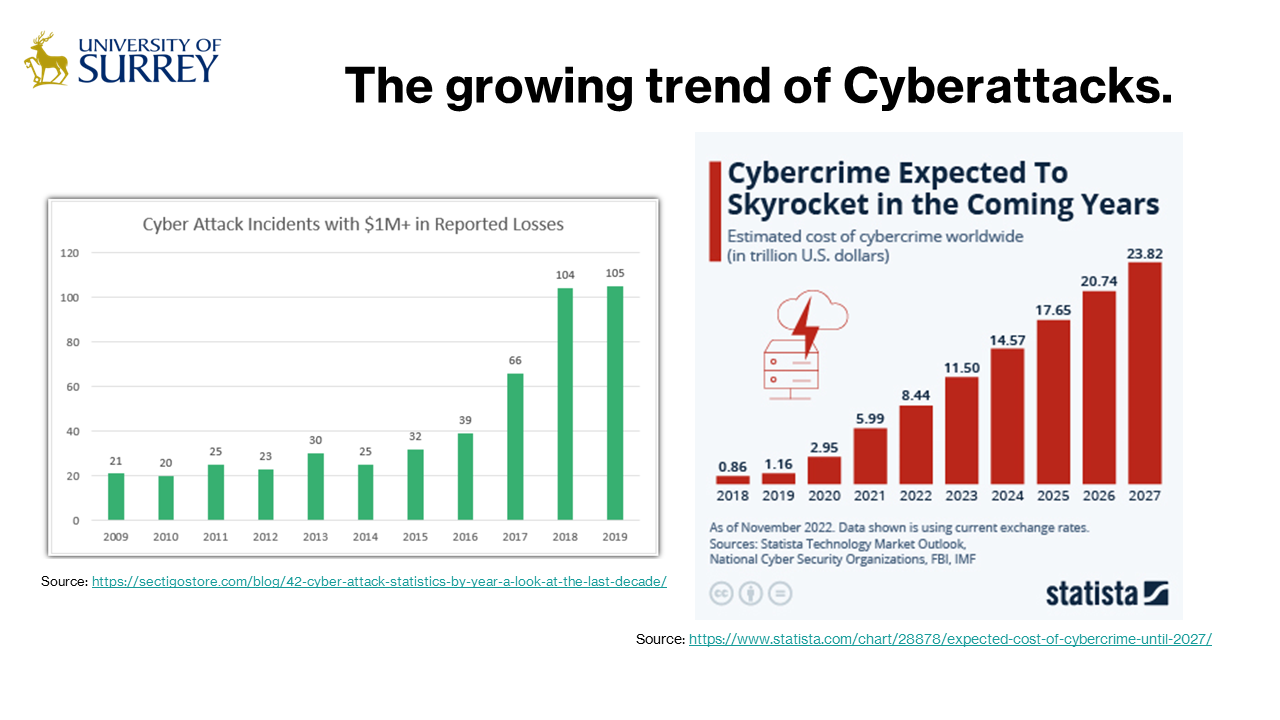 UNIVERSITY OF
SURREY
The growing trend of Cyberattacks.
Cyber Attack Incidents with $1M+ in Reported Losses
120
100
80
60
40
20
0
21
20
25
23
30
25
32
39
66
104
105
2009 2010 2011 2012 2013 2014 2015 2016 2017 2018 2019
Source: https://sectigostore.com/blog/42-cyber-attack-statistics-by-year-a-look-at-the-last-decade/
Cybercrime Expected To
Skyrocket in the Coming Years
Estimated cost of cybercrime worldwide
(in trillion U.S. dollars)
0.86
1.16
2.95
5.99
8.44
11.50
14.57
17.65
20.74
23.82
2018 2019 2020 2021 2022 2023 2024 2025 2026 2027
As of November 2022. Data shown is using current exchange rates.
Sources: Statista Technology Market Outlook,
National Cyber Security Organizations, FBI, IMF
cc
statista
Source: https://www.statista.com/chart/28878/expected-cost-of-cybercrime-until-2027/